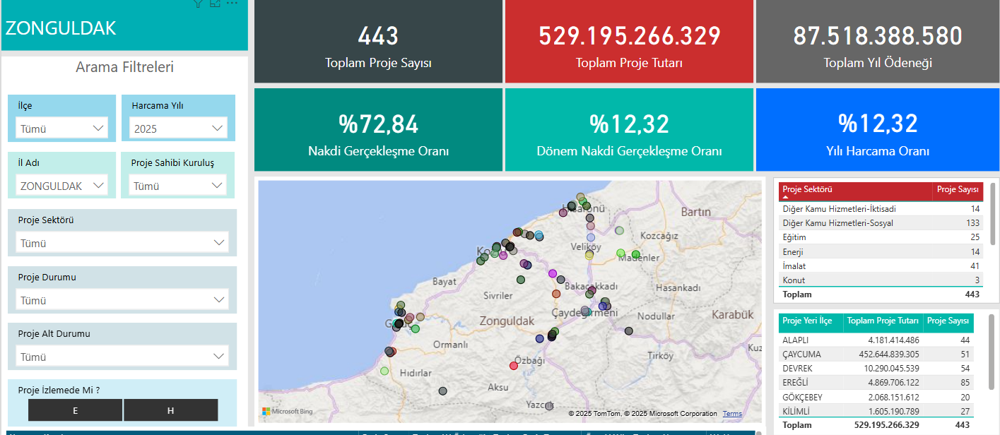 ZONGULDAK
Arama Filtreleri
İlçe
Tümü
Harcama Yılı
2025
İl Adı
ZONGULDAK
Proje Sahibi Kuruluş
Tümü
Proje Sektörü
Tümü
Proje Durumu
Tümü
Proje Alt Durumu
Tümü
Proje İzlemede Mi ?
E
H
443
Toplam Proje Sayısı
529.195.266.329
Toplam Proje Tutarı
87.518.388.580
Toplam Yıl Ödeneği
%72,84
Nakdi Gerçekleşme Oranı
%12,32
Dönem Nakdi Gerçekleşme Oranı
%12,32
Yılı Harcama Oranı
Bartın
Kozcağız
Veliköy
Madenler
Bayat
Bakacakkadı
Hasankadı
Sivriler
Çaydeğirmeni
Nodullar
Karabük
Zonguldak
Ormanlı
Tirköy
Özbağı
Hıdırlar
Aksu
Microsoft Bing
© 2025 TomTom, © 2025 Microsoft Corporation Terms
Proje Sektörü Proje Sayısı
Diğer Kamu Hizmetleri-İktisadi 14
Diğer Kamu Hizmetleri-Sosyal 133
Eğitim 25
Enerji 14
İmalat 41
Konut 3
Toplam 443
Proje Yeri İlçe Toplam Proje Tutarı Proje Sayısı
ALAPLI 4.181.414.486 44
ÇAYCUMA 452.644.839.305 51
DEVREK 10.290.045.539 54
EREĞLİ 4.869.706.122 85
GÖKÇEBEY 2.068.151.612 20
KİLİMLİ 1.605.190.789 27
Toplam 529.195.266.329 443